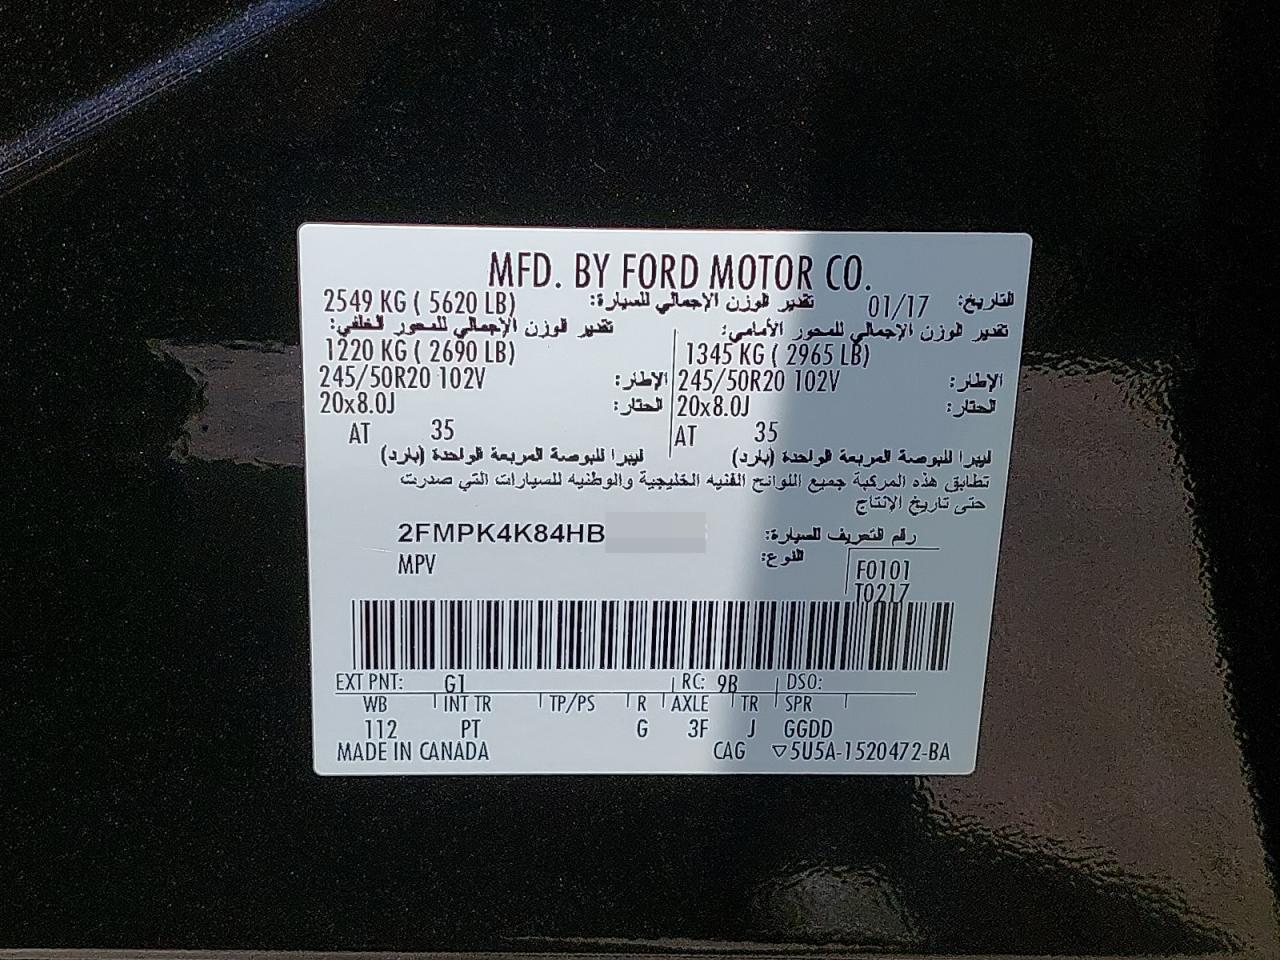 MFD. BY FORD MOTOR CO.
التاريخ: 01/17 تقدير الوزن الإجمالي للسيارة: 2549 KG ( 5620 LB)
تقدير الوزن الإجمالي للمحور الأمامي: تقدير الوزن الإجمالي للمحور الخلفي:
1220 KG ( 2690 LB) 1345 KG ( 2965 LB)
245/50R20 102V الإطار: 245/50R20 102V الإطار:
20x8.0J الحتار: 20x8.0J الحتار:
AT 35 AT 35
ليبرا للبوصة المربعة الواحدة (بارد) ليبرا للبوصة المربعة الواحدة (بارد)
تطابق هذه المركبة جميع اللوائح الفنيه الخليجية والوطنيه للسيارات التي صدرت
حتى تاريخ الإنتاج
2FMPK4K84HB رقم التعريف للسيارة:
MPV النوع:
F0101
T0217
EXT PNT: G1 RC: 9B DSO:
WB INT TR TP/PS R AXLE TR SPR
112 PT G 3F J GGDD
MADE IN CANADA CAG ▽5U5A-1520472-BA